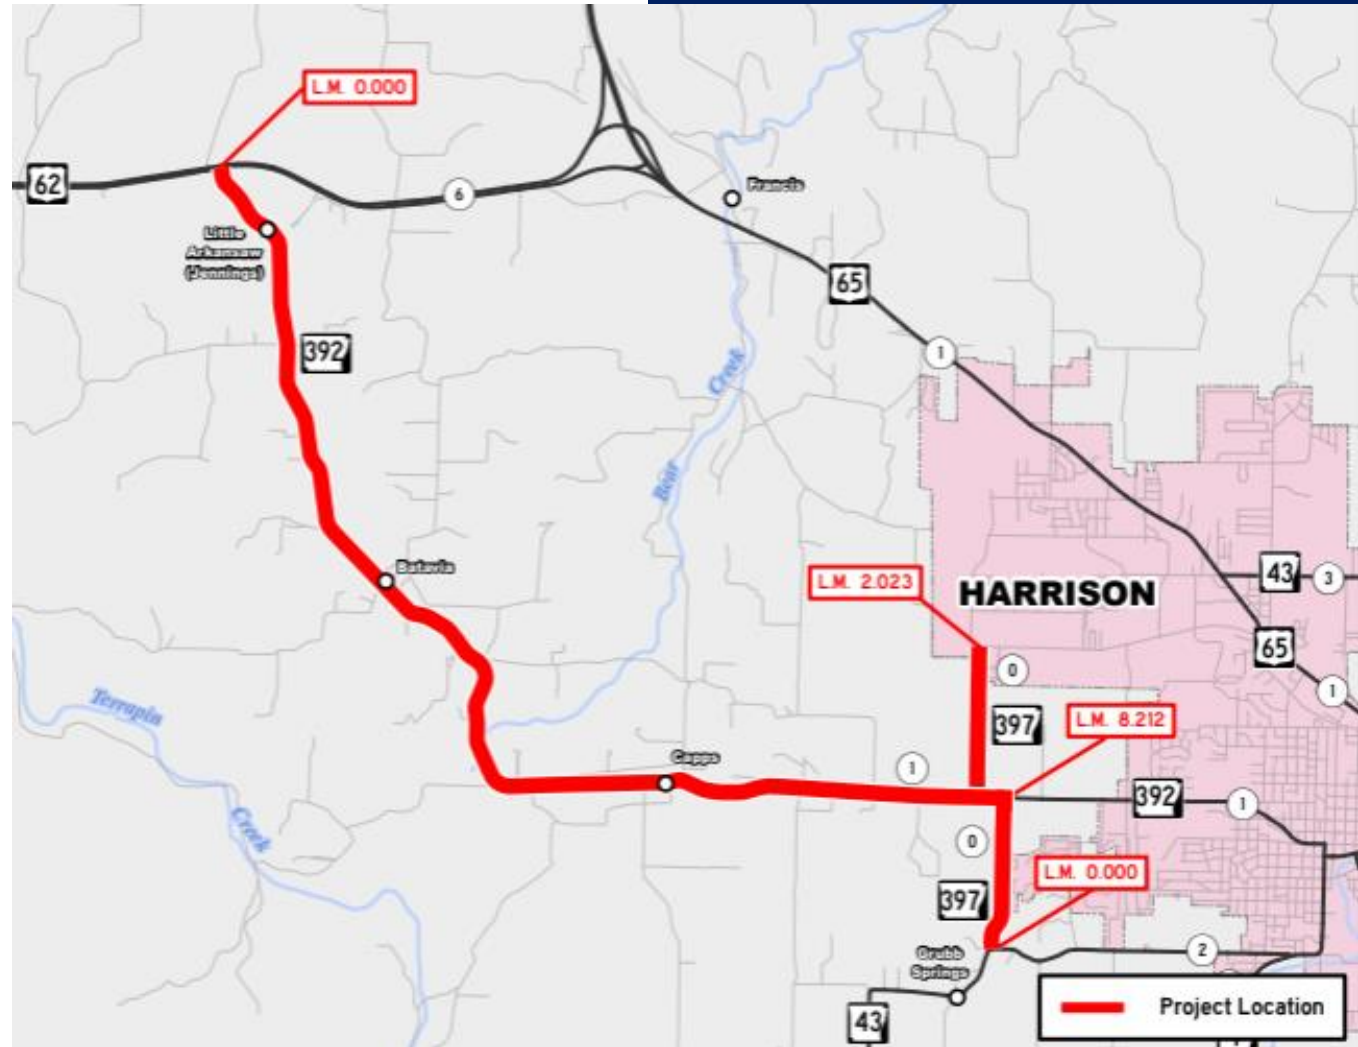 L.M. 0.000
62
6
Francis
Little
Arkansaw
(Jennings)
65
392
1
Creek
Bear
Batavia
L.M. 2.023
HARRISON
43
3
65
0
1
Terrapin
Creek
397
L.M. 8.212
Capps
1
392
1
0
L.M. 0.000
397
2
Grubb
Springs
43
Project Location